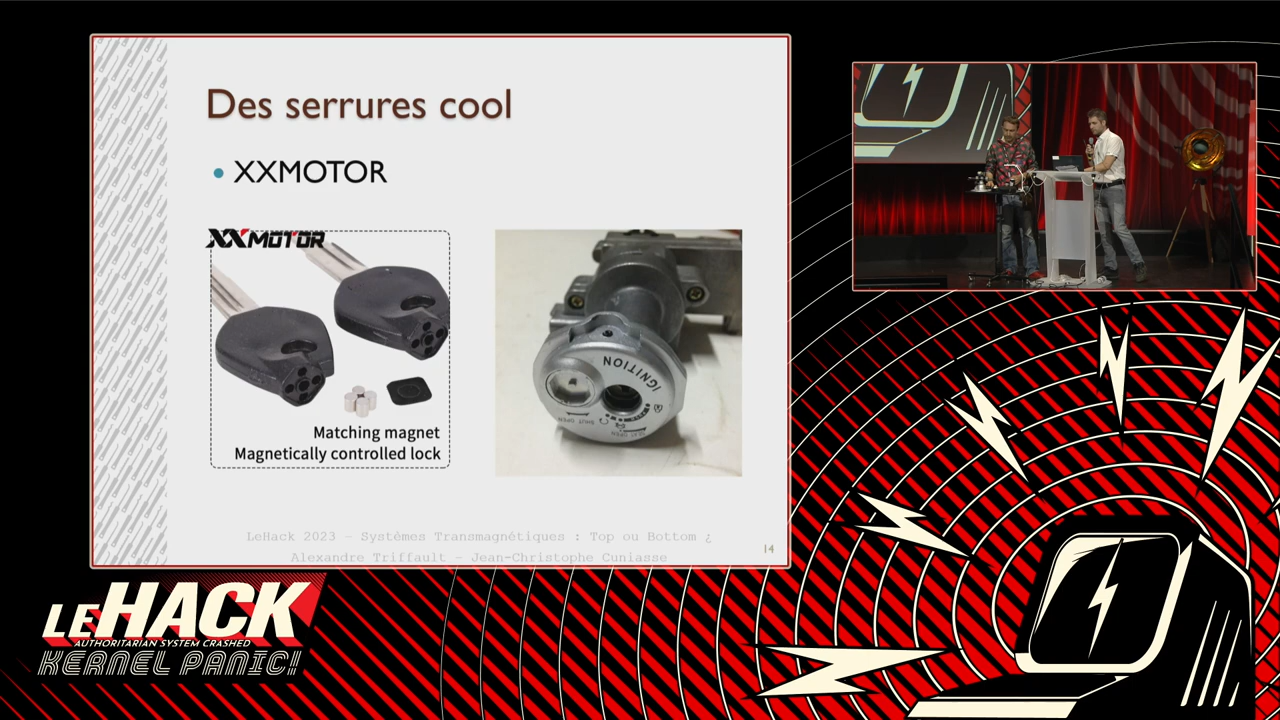 Des serrures cool
XXMOTOR
XXMOTOR
Matching magnet
Magnetically controlled lock
IGNITION
LeHack 2023 – Systèmes Transmagnétiques : Top ou Bottom ¿
Alexandre Triffault – Jean-Christophe Cuniasse
14
LEHACK
AUTHORITARIAN SYSTEM CRASHED
KERNEL PANIC!